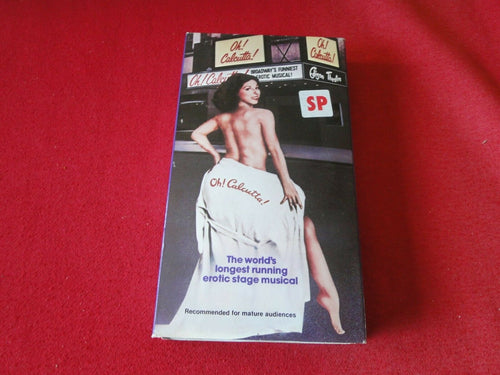 Oh!
Calcutta!
Oh!
Calcutta!
Oh! Calcutta!
BROADWAY'S FUNNIEST
EROTIC MUSICAL!
Theatre
SP
Oh! Calcutta!
The world's
longest running
erotic stage musical
Recommended for mature audiences